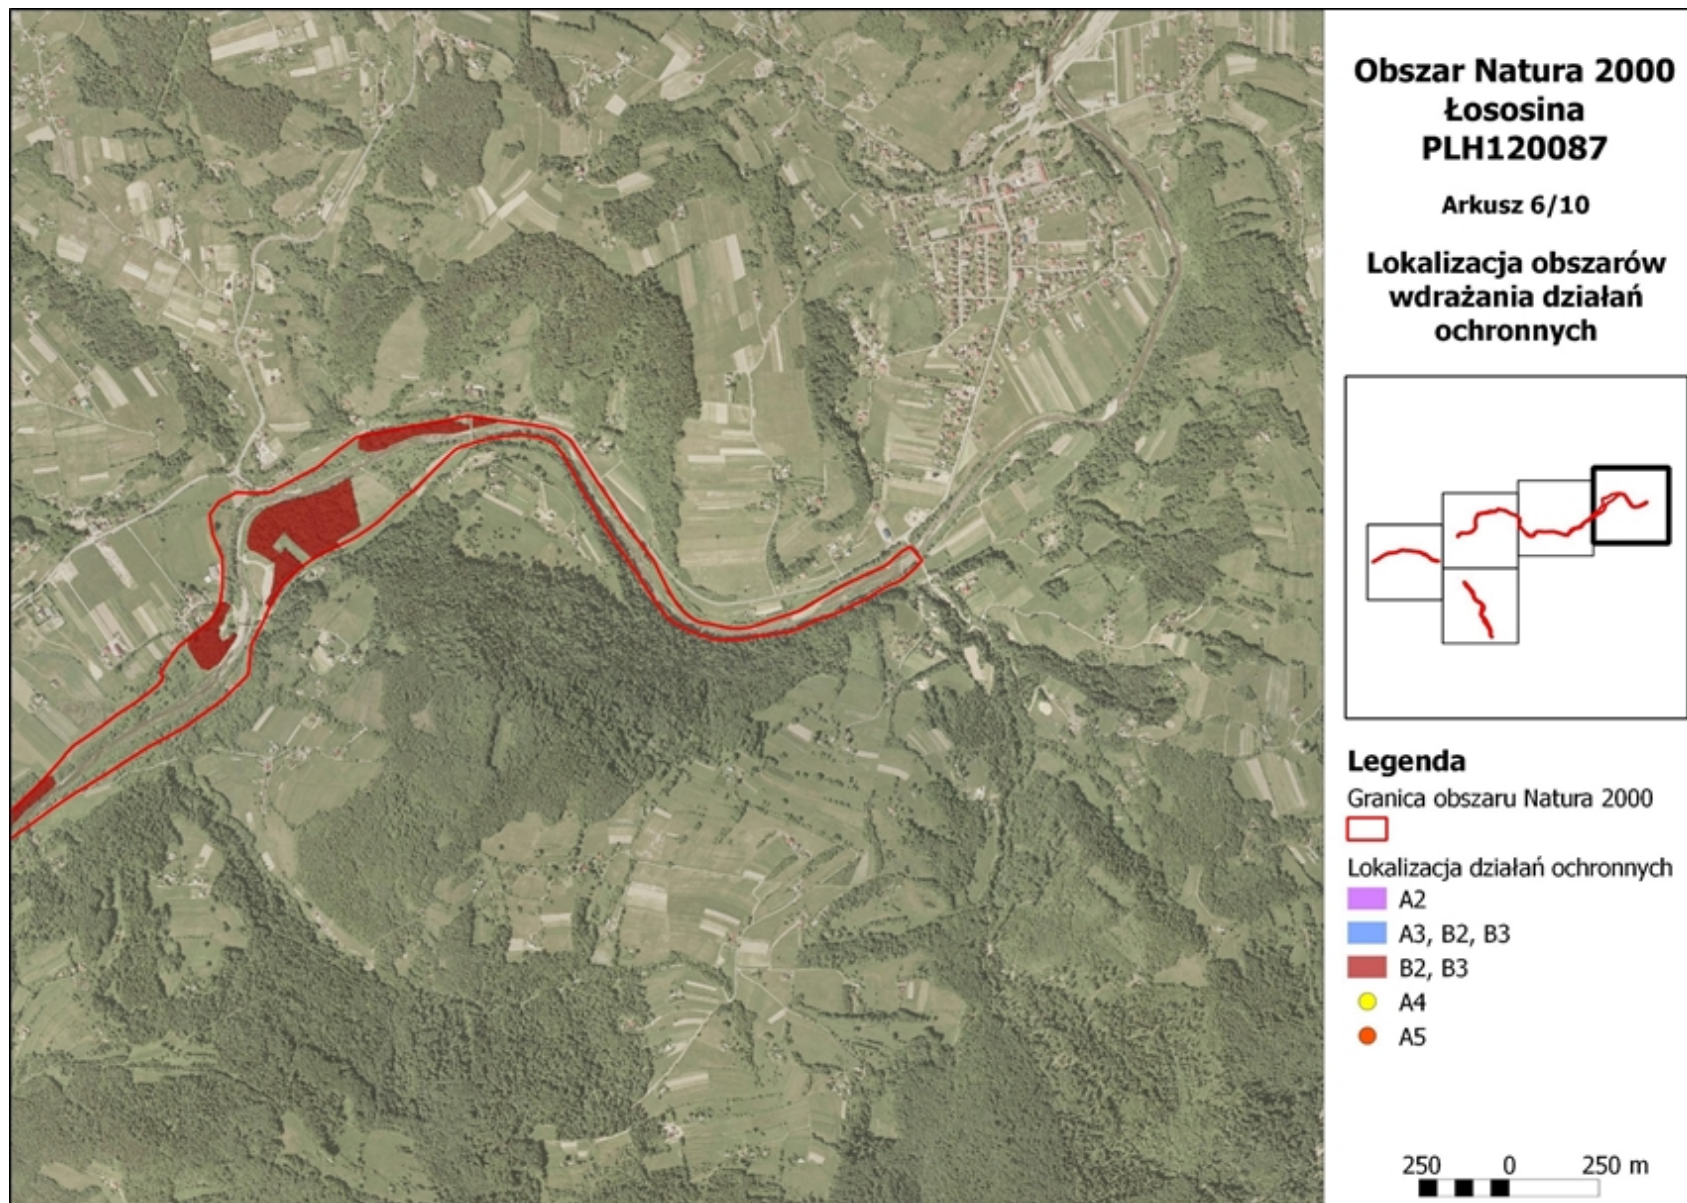 Obszar Natura 2000
Łososina
PLH120087
Arkusz 6/10
Lokalizacja obszarów
wdrażania działań
ochronnych
Legenda
Granica obszaru Natura 2000
Lokalizacja działań ochronnych
A2
A3, B2, B3
B2, B3
A4
A5
250 0 250 m